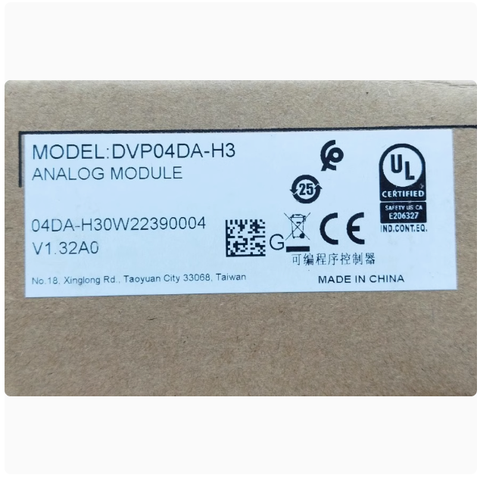 MODEL:DVP04DA-H3
ANALOG MODULE
04DA-H30W22390004
V1.32A0
No.18, Xinglong Rd., Taoyuan City 33068, Taiwan
25
G
CE
可编程序控制器
MADE IN CHINA
UL
CERTIFIED
SAFETY US CA
E206327
IND.CONT.EQ.